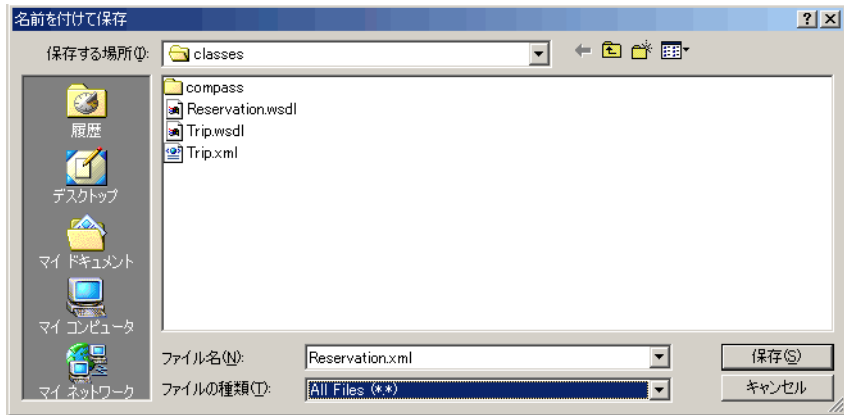 名前を付けて保存
保存する場所(I): classes
compass
Reservation.wsdl
Trip.wsdl
Trip.xml
履歴
デスクトップ
マイ ドキュメント
マイ コンピュータ
マイ ネットワーク
ファイル名(N): Reservation.xml 保存(S)
ファイルの種類(T): All Files (*.*) キャンセル